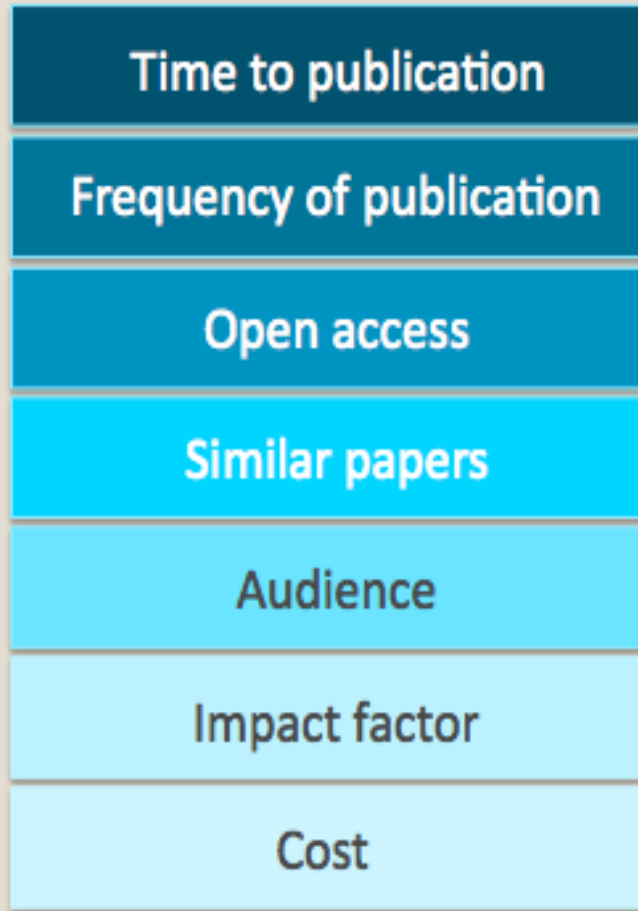 Time to publication
Frequency of publication
Open access
Similar papers
Audience
Impact factor
Cost